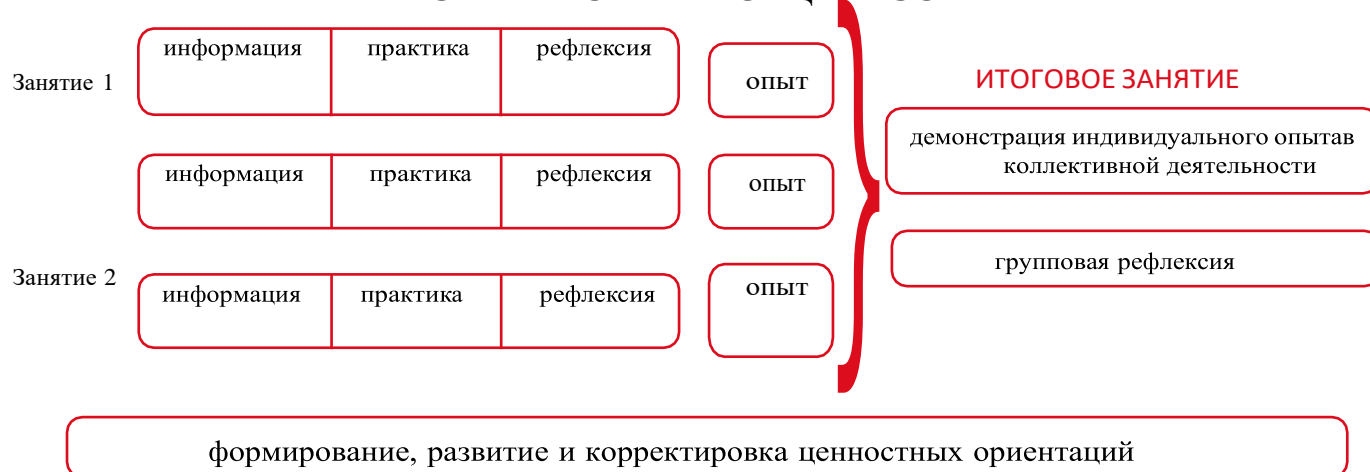 информация практика рефлексия
Занятие 1
опыт
ИТОГОВОЕ ЗАНЯТИЕ
демонстрация индивидуального опытав
коллективной деятельности
информация практика рефлексия
опыт
групповая рефлексия
Занятие 2
информация практика рефлексия
опыт
формирование, развитие и корректировка ценностных ориентаций